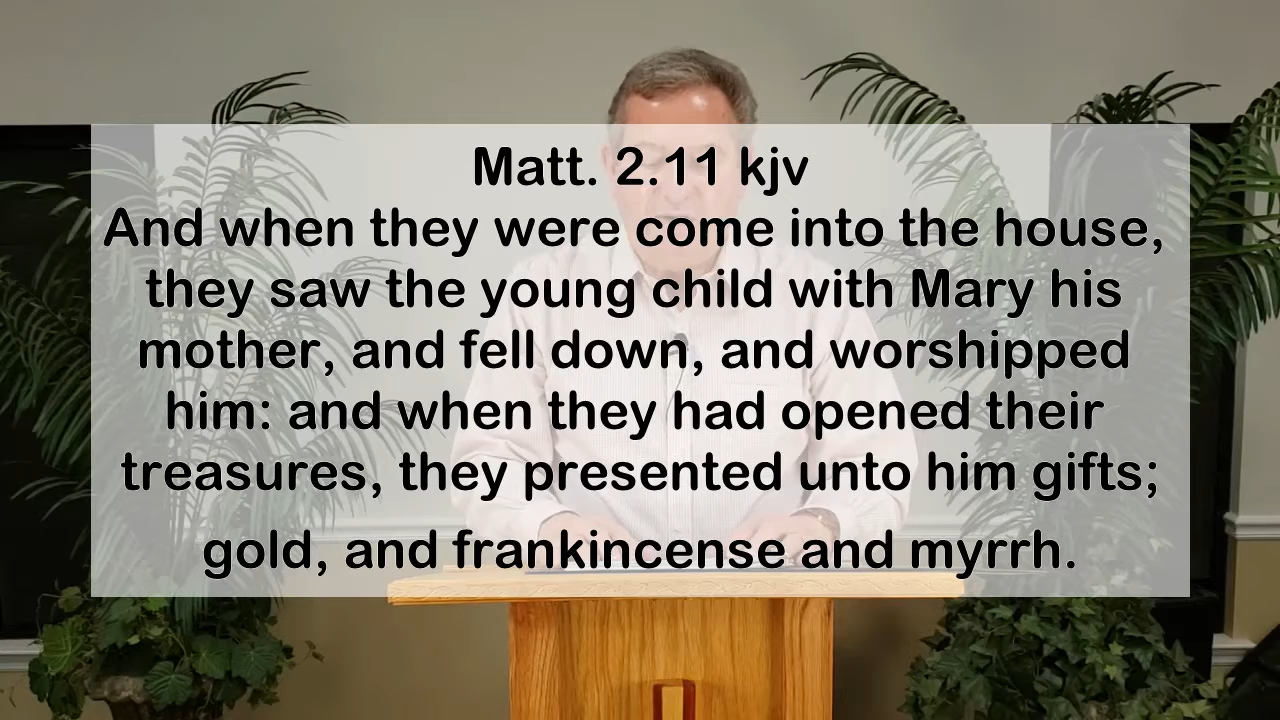 Matt. 2.11 kjv
And when they were come into the house,
they saw the young child with Mary his
mother, and fell down, and worshipped
him: and when they had opened their
treasures, they presented unto him gifts;
gold, and frankincense and myrrh.